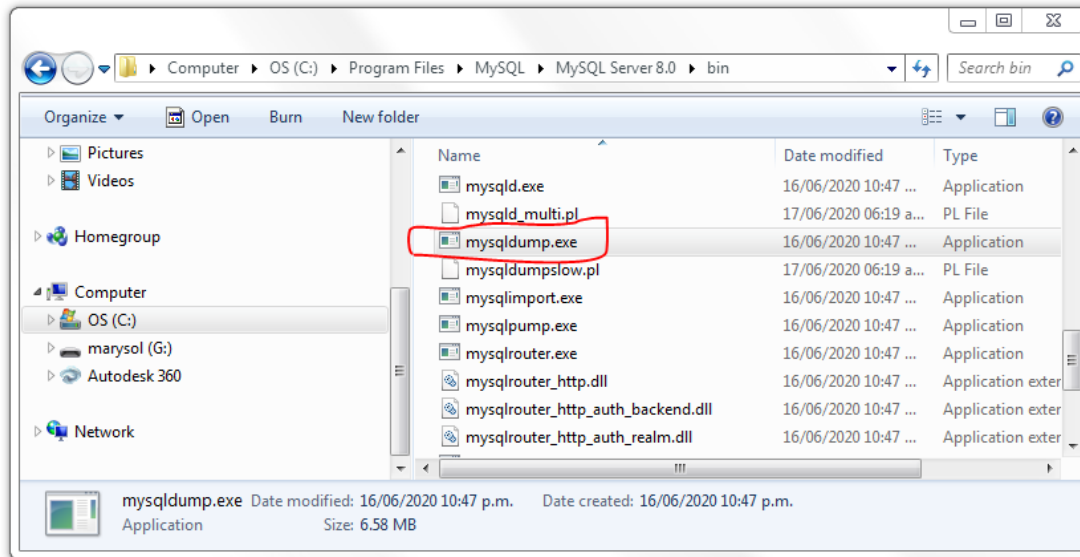 Computer OS (C:) Program Files MySQL MySQL Server 8.0 bin Search bin
Organize Open Burn New folder
Pictures
Videos
Homegroup
Computer
OS (C:)
marysol (G:)
Autodesk 360
Network
Name Date modified Type
mysqld.exe 16/06/2020 10:47 ... Application
mysqld_multi.pl 17/06/2020 06:19 a... PL File
mysqldump.exe 16/06/2020 10:47 ... Application
mysqldumpslow.pl 17/06/2020 06:19 a... PL File
mysqlimport.exe 16/06/2020 10:47 ... Application
mysqlpump.exe 16/06/2020 10:47 ... Application
mysqlrouter.exe 16/06/2020 10:47 ... Application
mysqlrouter_http.dll 16/06/2020 10:47 ... Application exter
mysqlrouter_http_auth_backend.dll 16/06/2020 10:47 ... Application exter
mysqlrouter_http_auth_realm.dll 16/06/2020 10:47 ... Application exter
mysqldump.exe Date modified: 16/06/2020 10:47 p.m. Date created: 16/06/2020 10:47 p.m.
Application Size: 6.58 MB